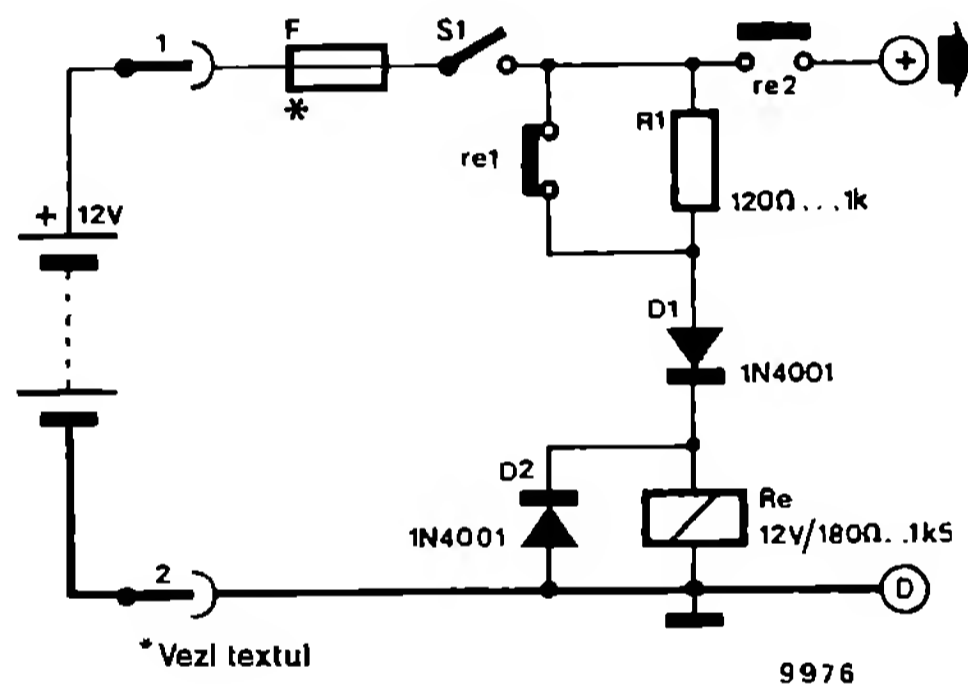 1
F
S1
*
re2
+
re1
R1
120Ω...1k
+ 12V
D1
1N4001
D2
1N4001
Re
12V/180Ω..1k5
2
D
* Vezi textul
9976